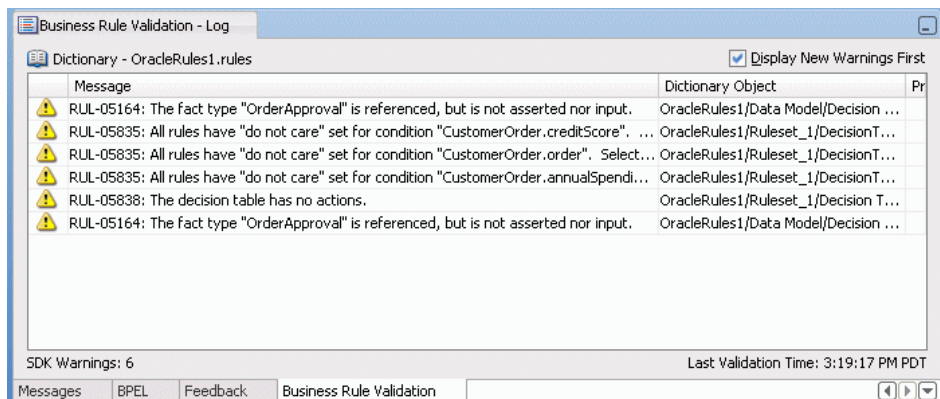 Business Rule Validation - Log
Dictionary - OracleRules1.rules
Display New Warnings First
Message Dictionary Object Pr
RUL-05164: The fact type "OrderApproval" is referenced, but is not asserted nor input. OracleRules1/Data Model/Decision ...
RUL-05835: All rules have "do not care" set for condition "CustomerOrder.creditScore". ... OracleRules1/Ruleset_1/DecisionT...
RUL-05835: All rules have "do not care" set for condition "CustomerOrder.order". Select... OracleRules1/Ruleset_1/DecisionT...
RUL-05835: All rules have "do not care" set for condition "CustomerOrder.annualSpendi... OracleRules1/Ruleset_1/DecisionT...
RUL-05838: The decision table has no actions. OracleRules1/Ruleset_1/Decision T...
RUL-05164: The fact type "OrderApproval" is referenced, but is not asserted nor input. OracleRules1/Data Model/Decision ...
SDK Warnings: 6 Last Validation Time: 3:19:17 PM PDT
Messages BPEL Feedback Business Rule Validation